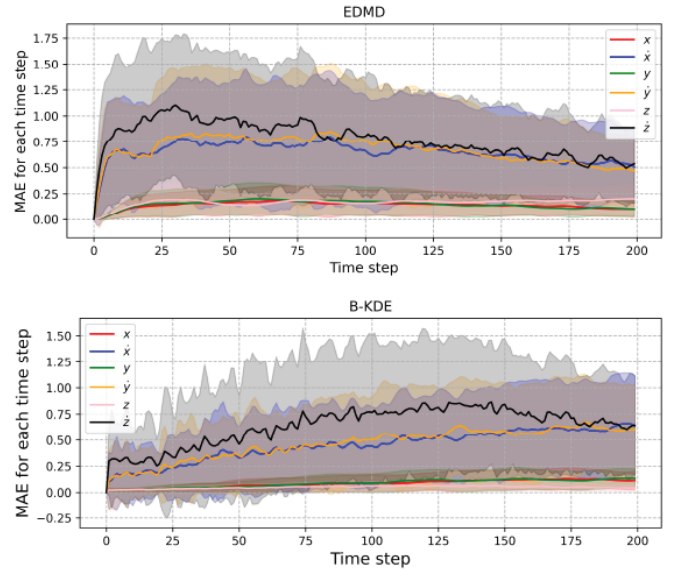 EDMD
MAE for each time step
1.75
1.50
1.25
1.00
0.75
0.50
0.25
0.00
x
ẋ
y
ẏ
z
ż
0 25 50 75 100 125 150 175 200
Time step
B-KDE
MAE for each time step
1.50
1.25
1.00
0.75
0.50
0.25
0.00
−0.25
x
ẋ
y
ẏ
z
ż
0 25 50 75 100 125 150 175 200
Time step